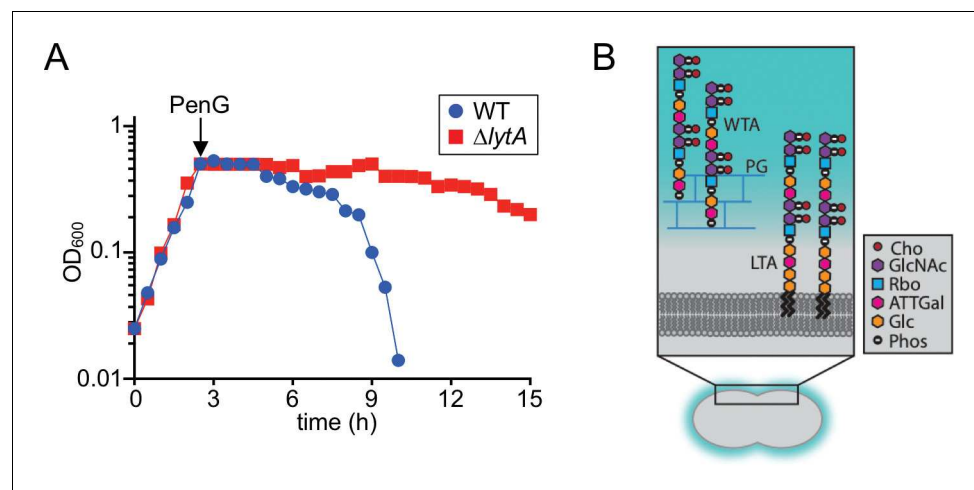 A
PenG
WT
ΔlytA
1
0.1
0.01
OD600
0 3 6 9 12 15
time (h)
B
WTA
PG
LTA
Cho
GlcNAc
Rbo
ATTGal
Glc
Phos